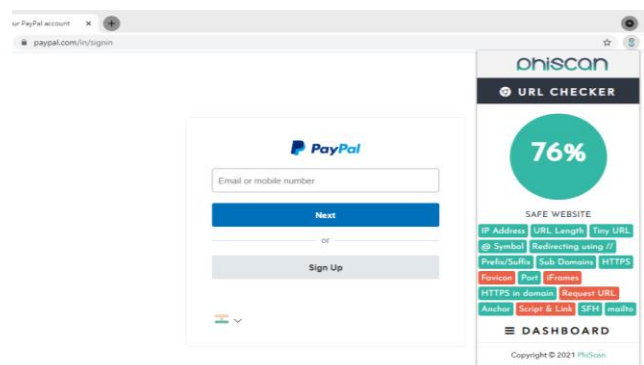 ur PayPal account
paypal.com/in/signin
PayPal
Email or mobile number
Next
or
Sign Up
phiscan
URL CHECKER
76%
SAFE WEBSITE
IP Address URL Length Tiny URL
@ Symbol Redirecting using //
Prefix/Suffix Sub Domains HTTPS
Favicon Port iFrames
HTTPS in domain Request URL
Anchor Script & Link SFH mailto
DASHBOARD
Copyright © 2021 PhiScan